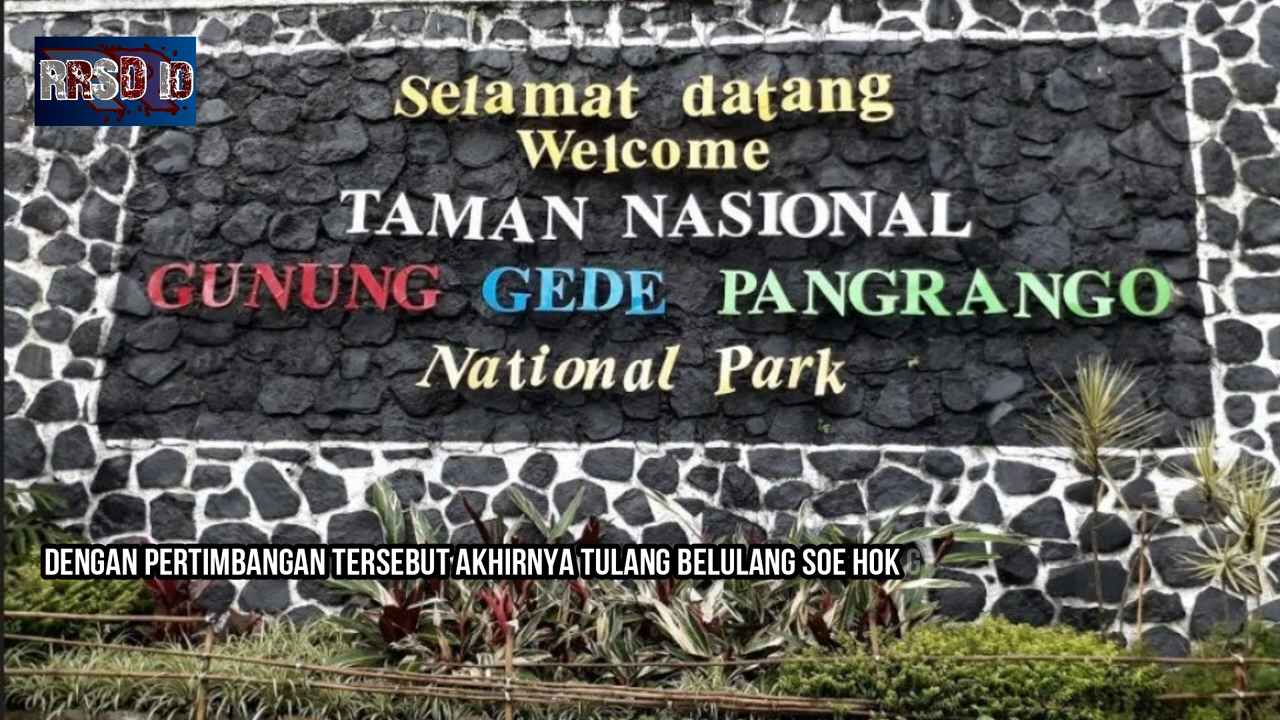 RRSD ID
Selamat datang
Welcome
TAMAN NASIONAL
GUNUNG GEDE PANGRANGO
National Park
DENGAN PERTIMBANGAN TERSEBUT AKHIRNYA TULANG BELULANG SOE HOK G